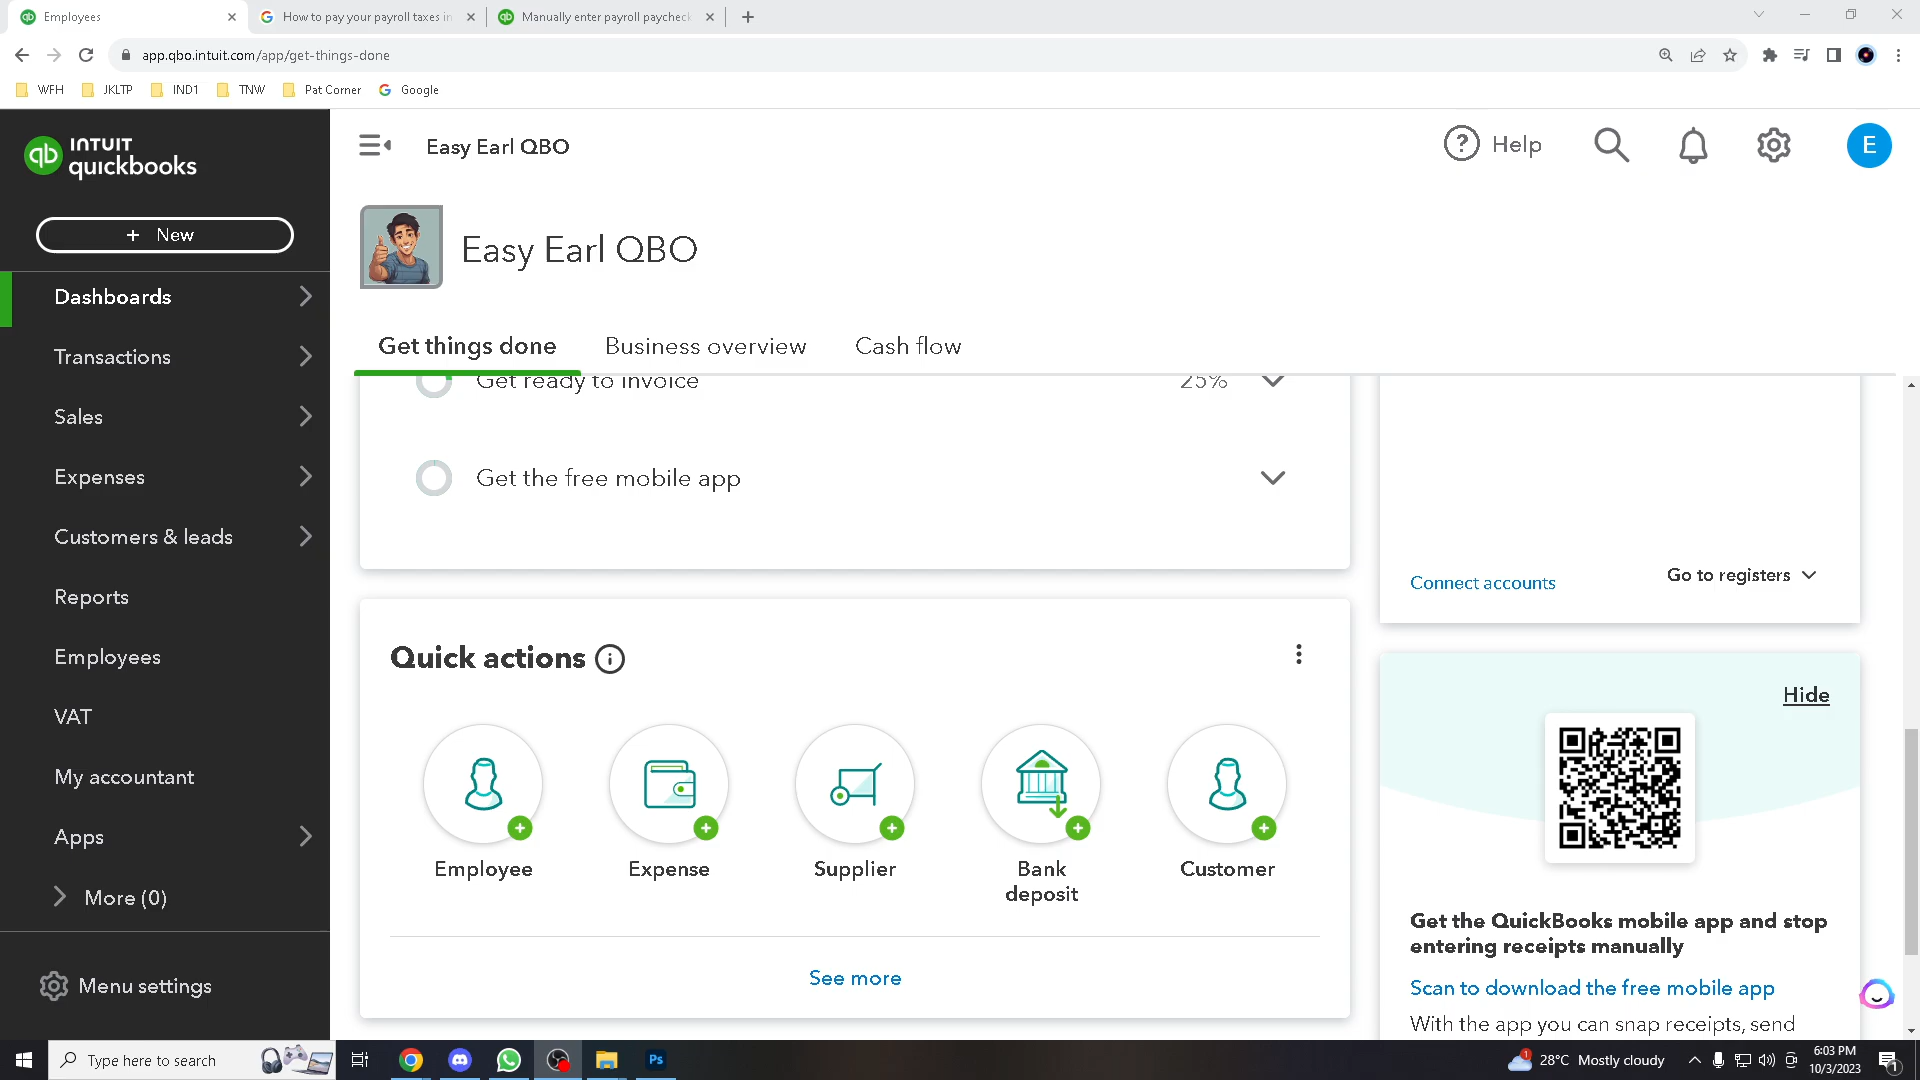 Employees
How to pay your payroll taxes in
Manually enter payroll paycheck
app.qbo.intuit.com/app/get-things-done
WFH
JKLTP
IND1
TNW
Pat Corner
Google
INTUIT
quickbooks
Easy Earl QBO
Help
E
+ New
Easy Earl QBO
Dashboards
Transactions
Sales
Expenses
Customers & leads
Reports
Employees
VAT
My accountant
Apps
More (0)
Menu settings
Get things done
Business overview
Cash flow
Get ready to invoice
25%
Get the free mobile app
Connect accounts
Go to registers
Quick actions
Employee
Expense
Supplier
Bank
deposit
Customer
See more
Hide
Get the QuickBooks mobile app and stop
entering receipts manually
Scan to download the free mobile app
With the app you can snap receipts, send
Type here to search
Ps
1
28°C Mostly cloudy
6:03 PM
10/3/2023
1